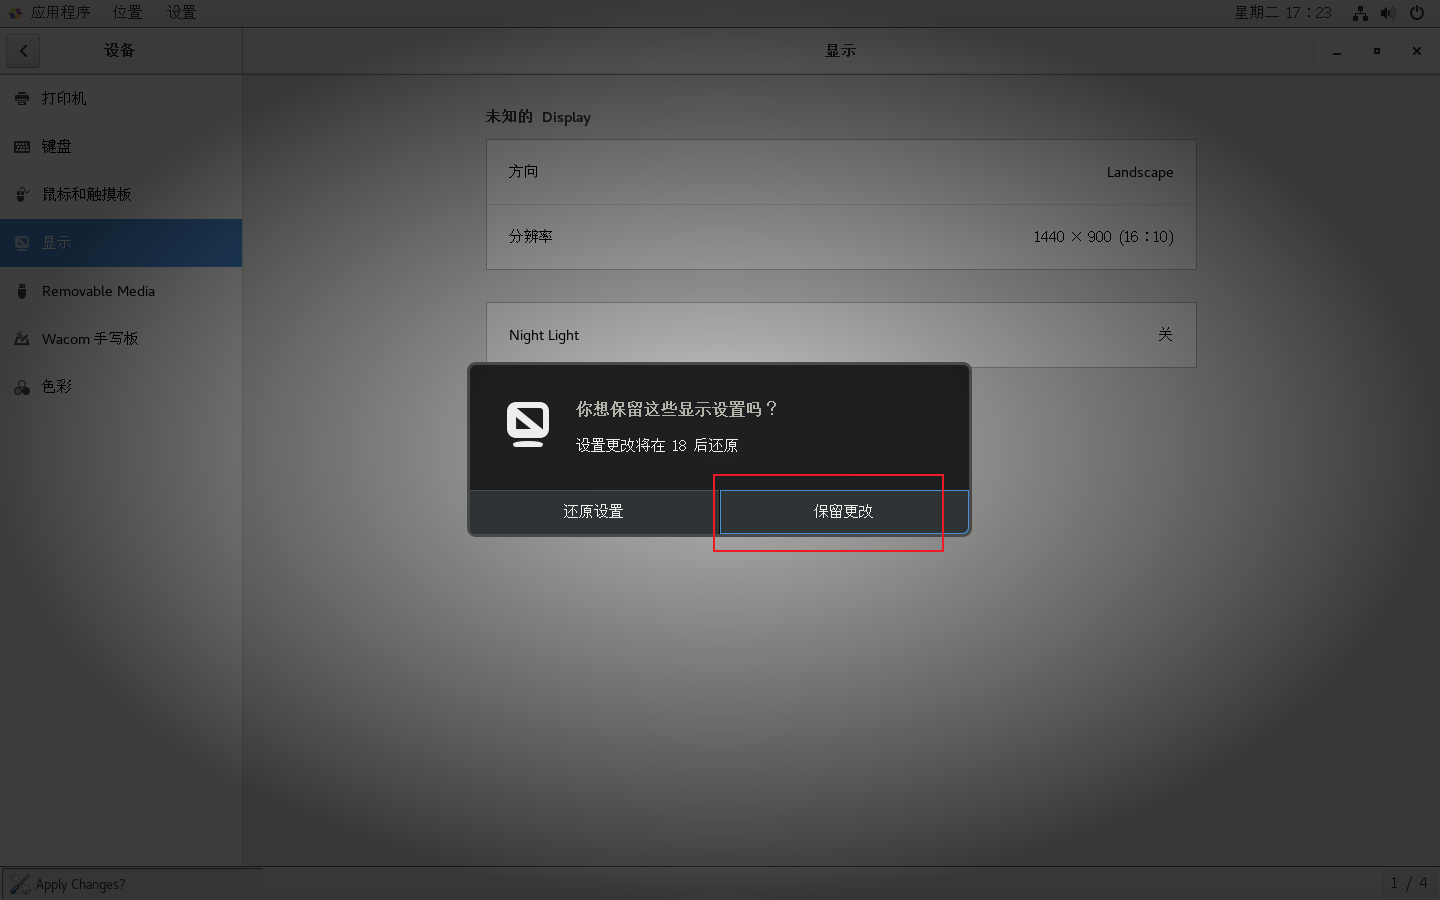 应用程序 位置 设置 星期二 17：23
设备 显示
打印机
键盘
鼠标和触摸板
显示
Removable Media
Wacom 手写板
色彩
未知的 Display
方向 Landscape
分辨率 1440 × 900 (16：10)
Night Light 关
你想保留这些显示设置吗？
设置更改将在 18 后还原
还原设置 保留更改
Apply Changes? 1 / 4